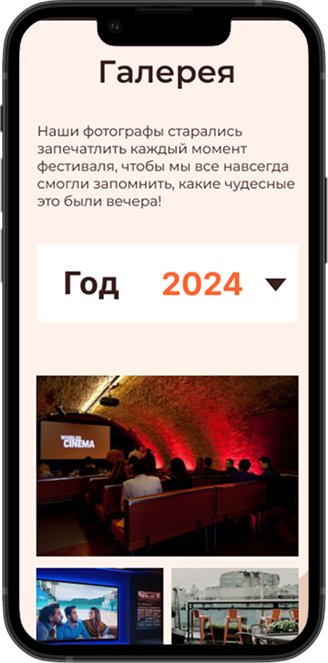 Галерея
Наши фотографы старались
запечатлить каждый момент
фестиваля, чтобы мы все навсегда
смогли запомнить, какие чудесные
это были вечера!
Год 2024
CINEMA